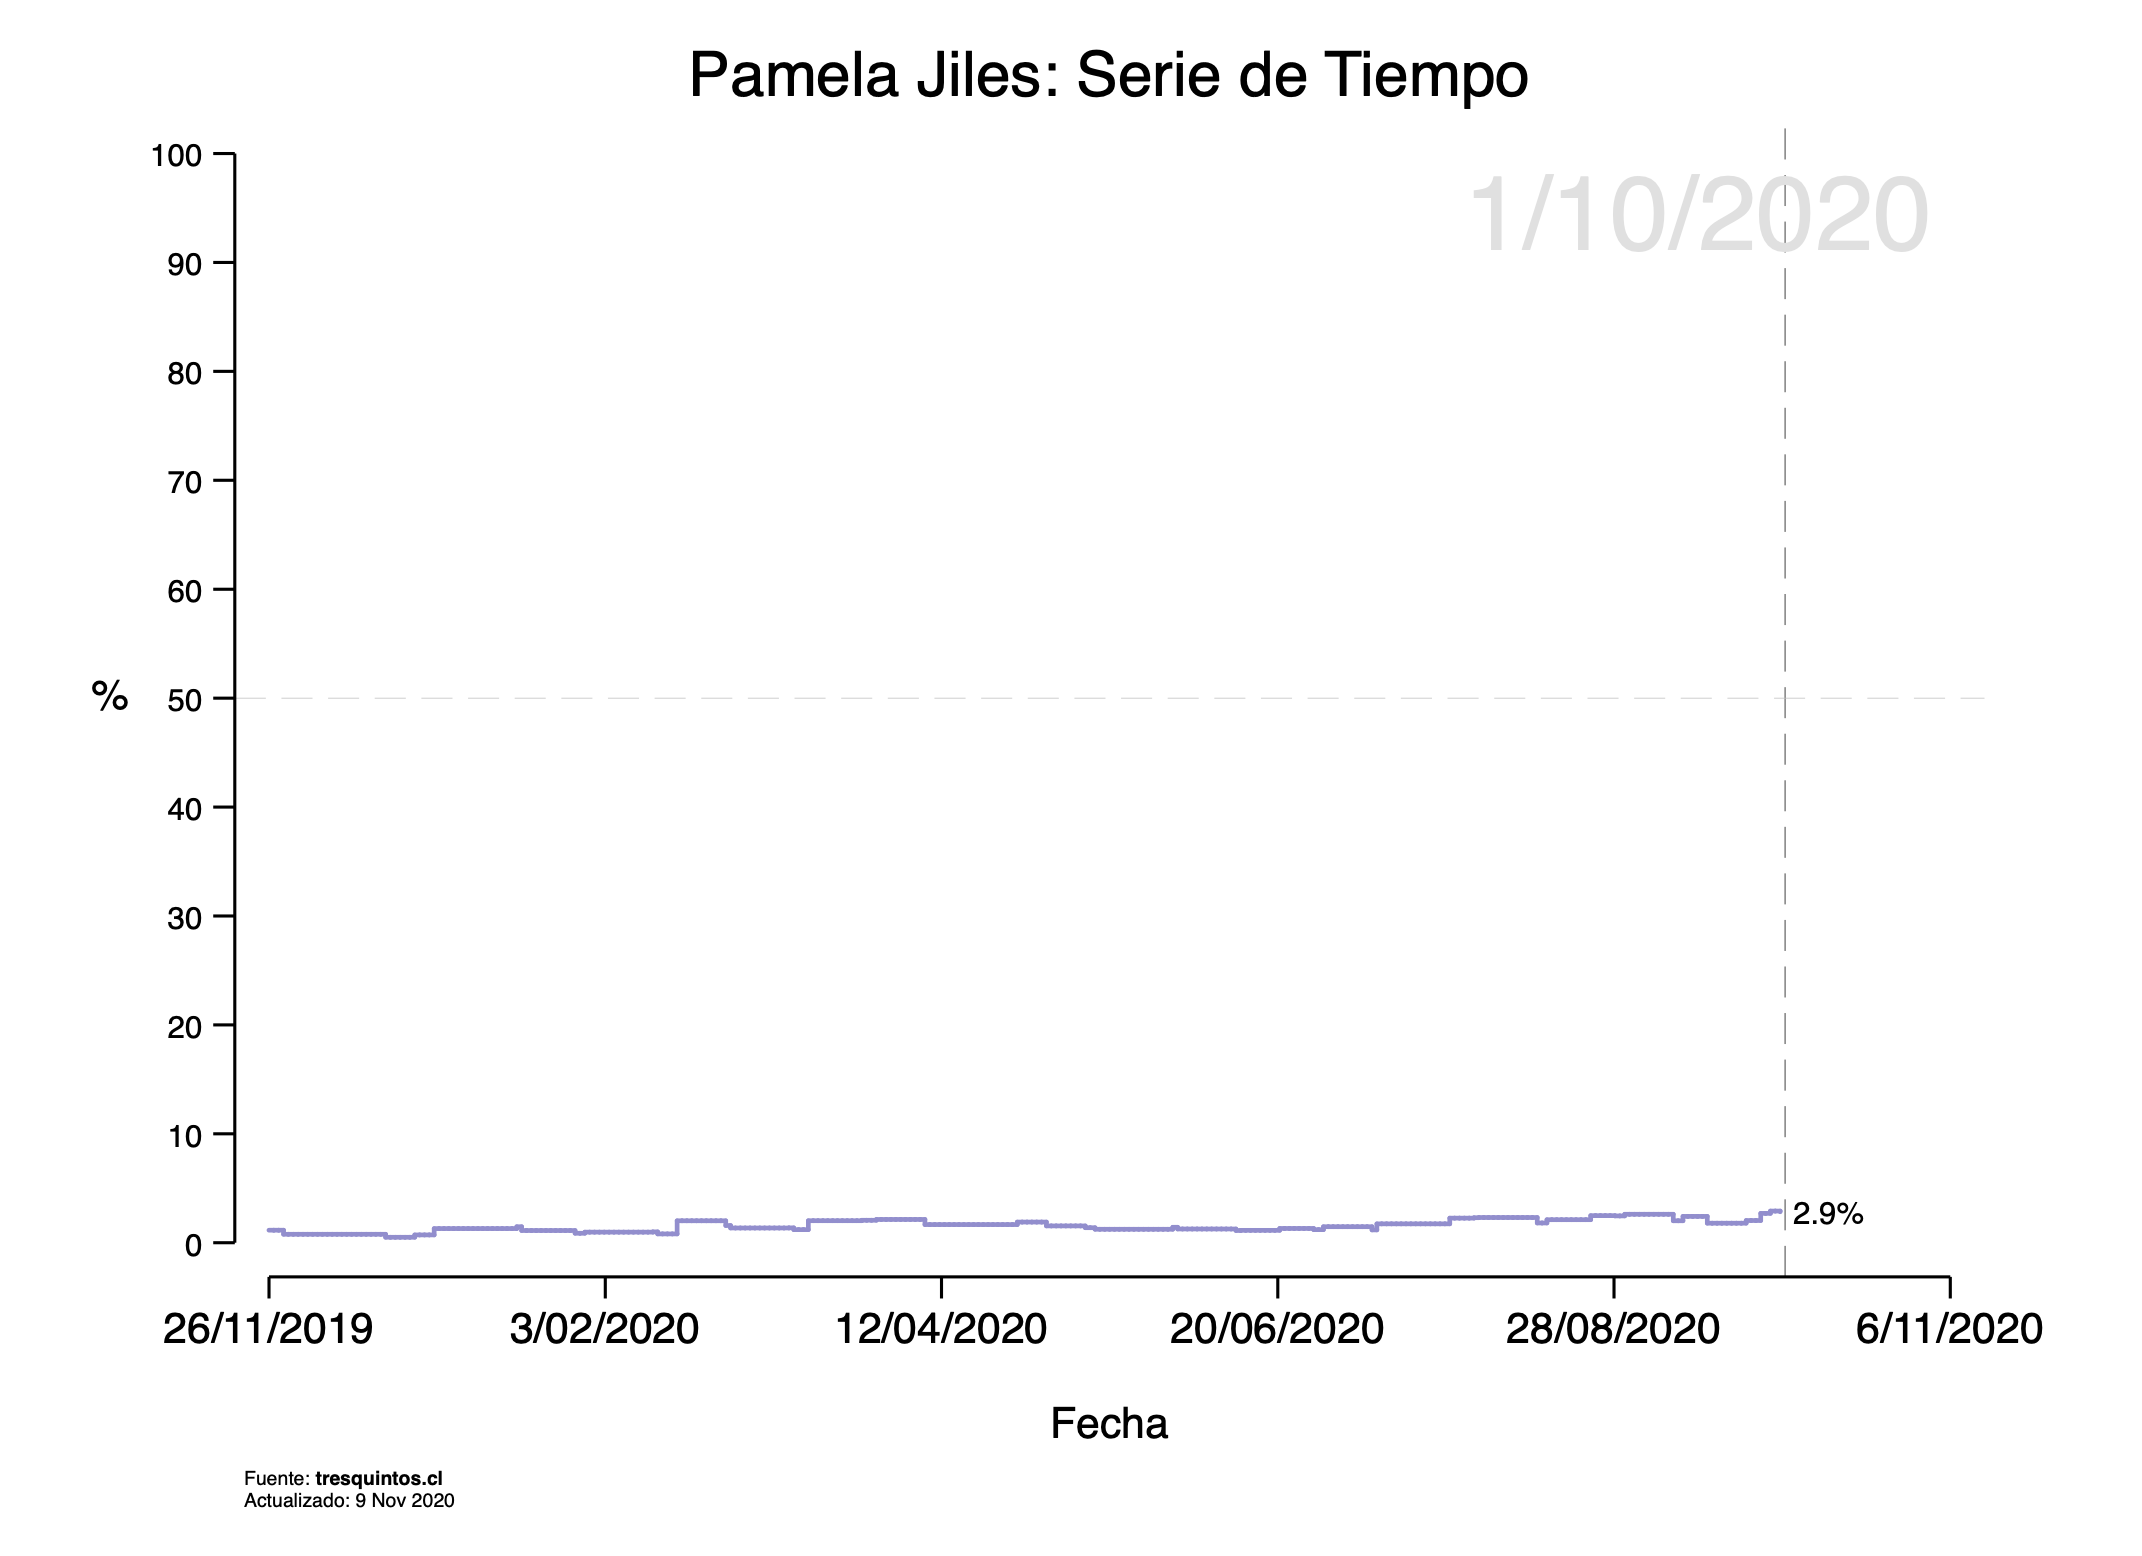 Pamela Jiles: Serie de Tiempo
1/10/2020
100
90
80
70
60
50
40
30
20
10
0
%
2.9%
26/11/2019 3/02/2020 12/04/2020 20/06/2020 28/08/2020 6/11/2020
Fecha
Fuente: tresquintos.cl
Actualizado: 9 Nov 2020